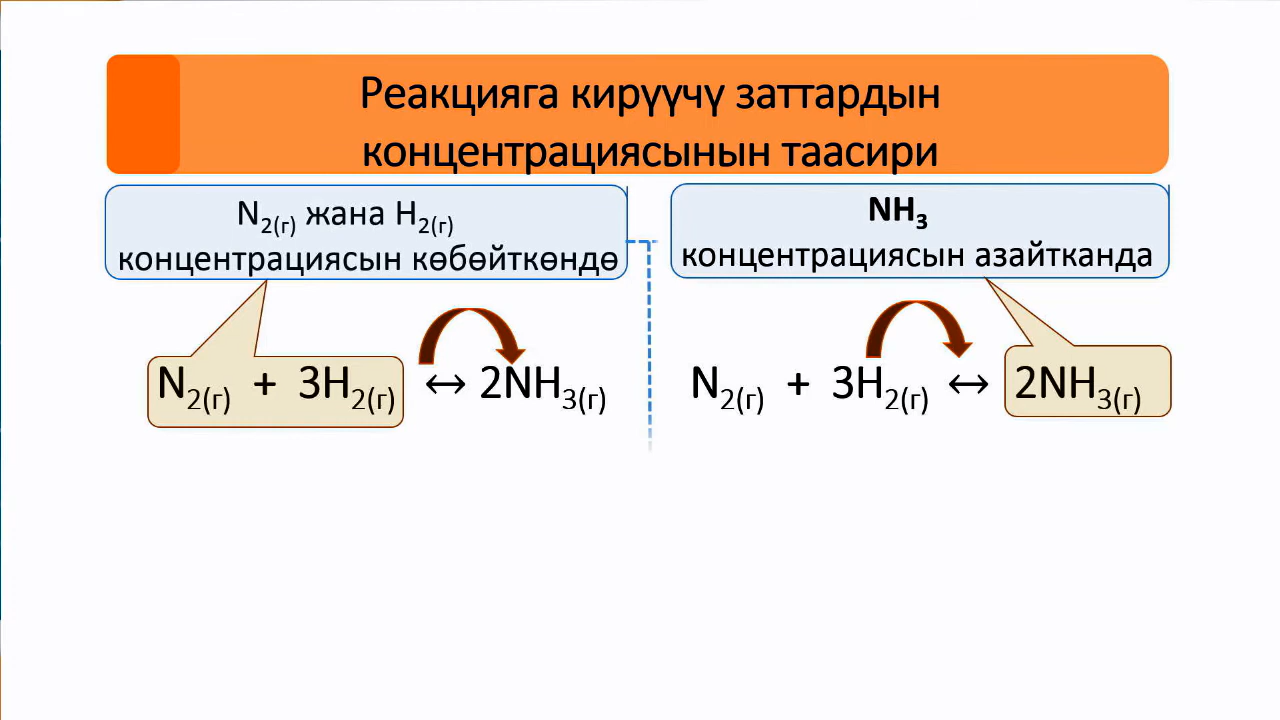 Реакцияга кирүүчү заттардын
концентрациясынын таасири
N₂₍г₎ жана H₂₍г₎
концентрациясын көбөйткөндө
N₂₍г₎ + 3H₂₍г₎ ↔ 2NH₃₍г₎
NH₃
концентрациясын азайтканда
N₂₍г₎ + 3H₂₍г₎ ↔ 2NH₃₍г₎